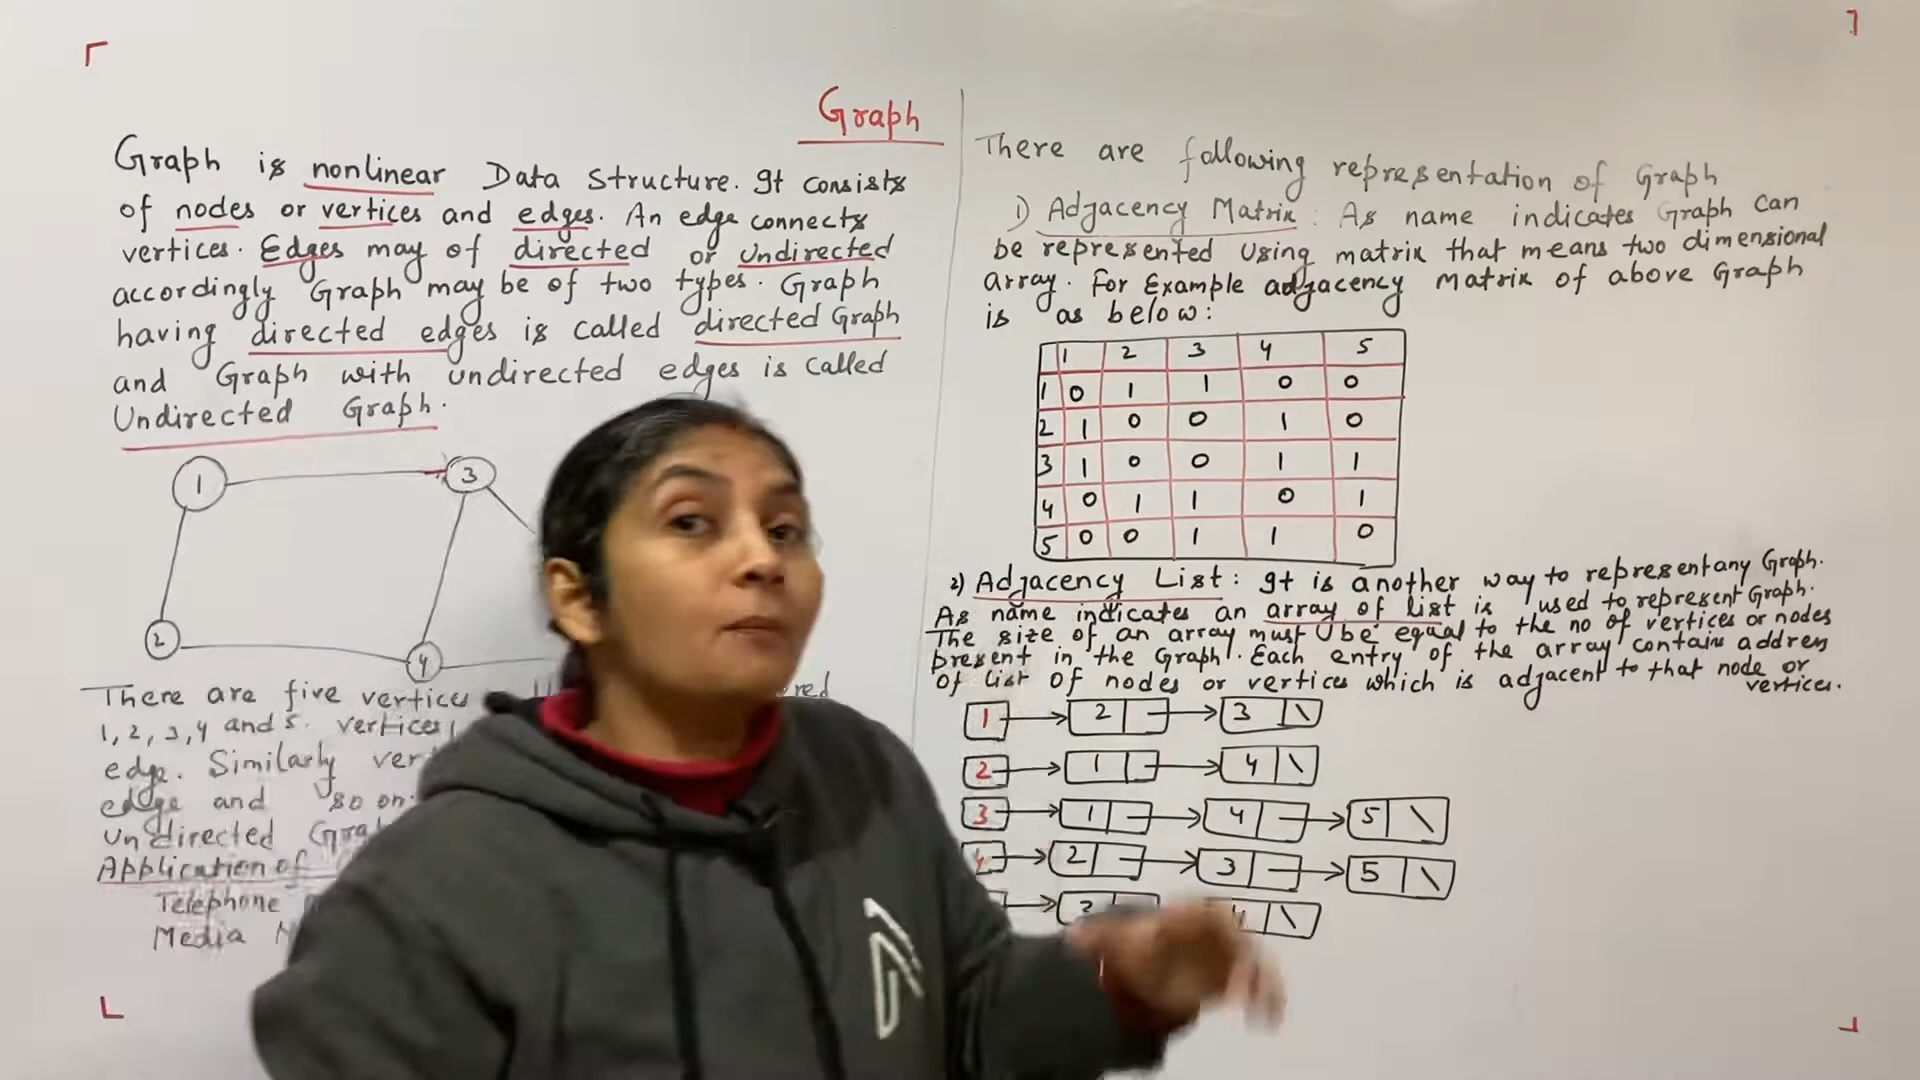 Graph
Graph is nonlinear Data Structure. It consists
of nodes or vertices and edges. An edge connects
vertices. Edges may of directed or undirected
accordingly Graph may be of two types. Graph
having directed edges is called directed Graph
and Graph with undirected edges is called
Undirected Graph.
1
3
2
4
There are five vertices
1, 2, 3, 4 and 5. vertices
edge. Similarly
edge and so on.
Undirected
Application of
Telephone
Media
There are following representation of Graph
1) Adjacency Matrix : As name indicates Graph can
be represented using matrix that means two dimensional
array. For Example adjacency matrix of above Graph
is as below:
1 2 3 4 5
1 0 1 1 0 0
2 1 0 0 1 0
3 1 0 0 1 1
4 0 1 1 0 1
5 0 0 1 1 0
2) Adjacency List: It is another way to represent any Graph.
As name indicates an array of list is used to represent Graph.
The size of an array must be equal to the no of vertices or nodes
present in the Graph. Each entry of the array contains address
of list of nodes or vertices which is adjacent to that node or
vertices.
1 2 3
2 1 4
3 1 4 5
4 2 3 5
3 4